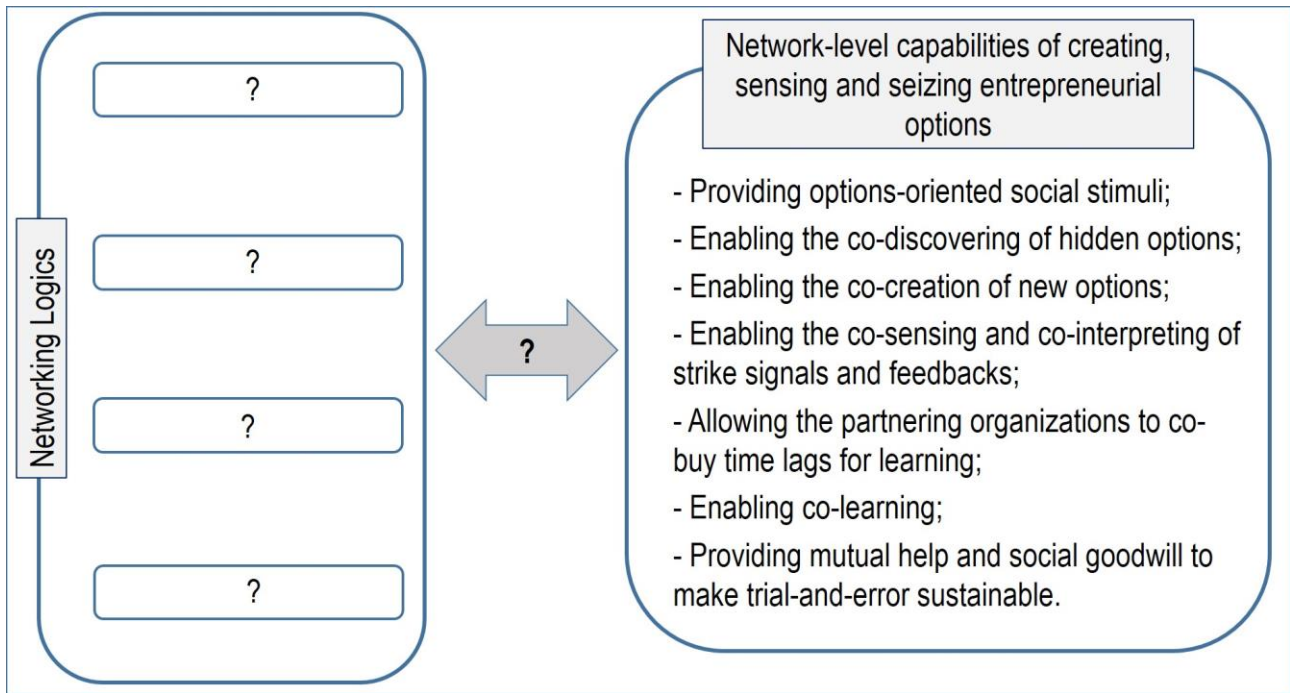 Networking Logics
?
?
?
?
?
Network-level capabilities of creating,
sensing and seizing entrepreneurial
options
- Providing options-oriented social stimuli;
- Enabling the co-discovering of hidden options;
- Enabling the co-creation of new options;
- Enabling the co-sensing and co-interpreting of
strike signals and feedbacks;
- Allowing the partnering organizations to co-
buy time lags for learning;
- Enabling co-learning;
- Providing mutual help and social goodwill to
make trial-and-error sustainable.